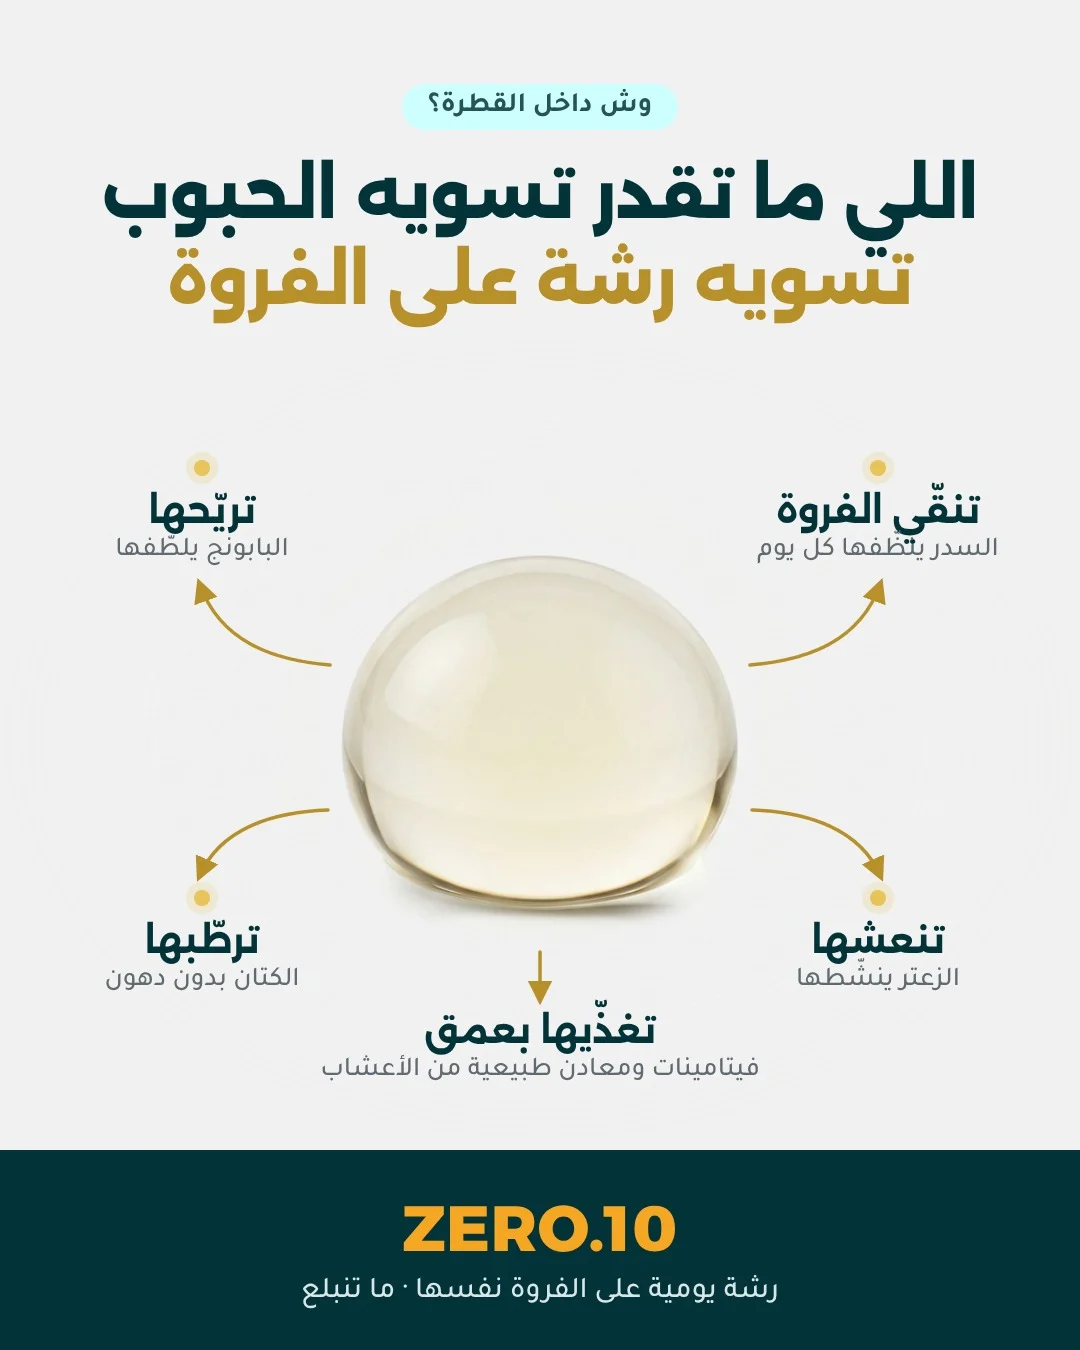 وش داخل القطرة؟
اللي ما تقدر تسويه الحبوب
تسويه رشة على الفروة
تنقّي الفروة
السدر ينظّفها كل يوم
تريّحها
البابونج يلطّفها
تنعشها
الزعتر ينشّطها
ترطّبها
الكتان بدون دهون
تغذّيها بعمق
فيتامينات ومعادن طبيعية من الأعشاب
ZERO.10
رشة يومية على الفروة نفسها · ما تنبلع